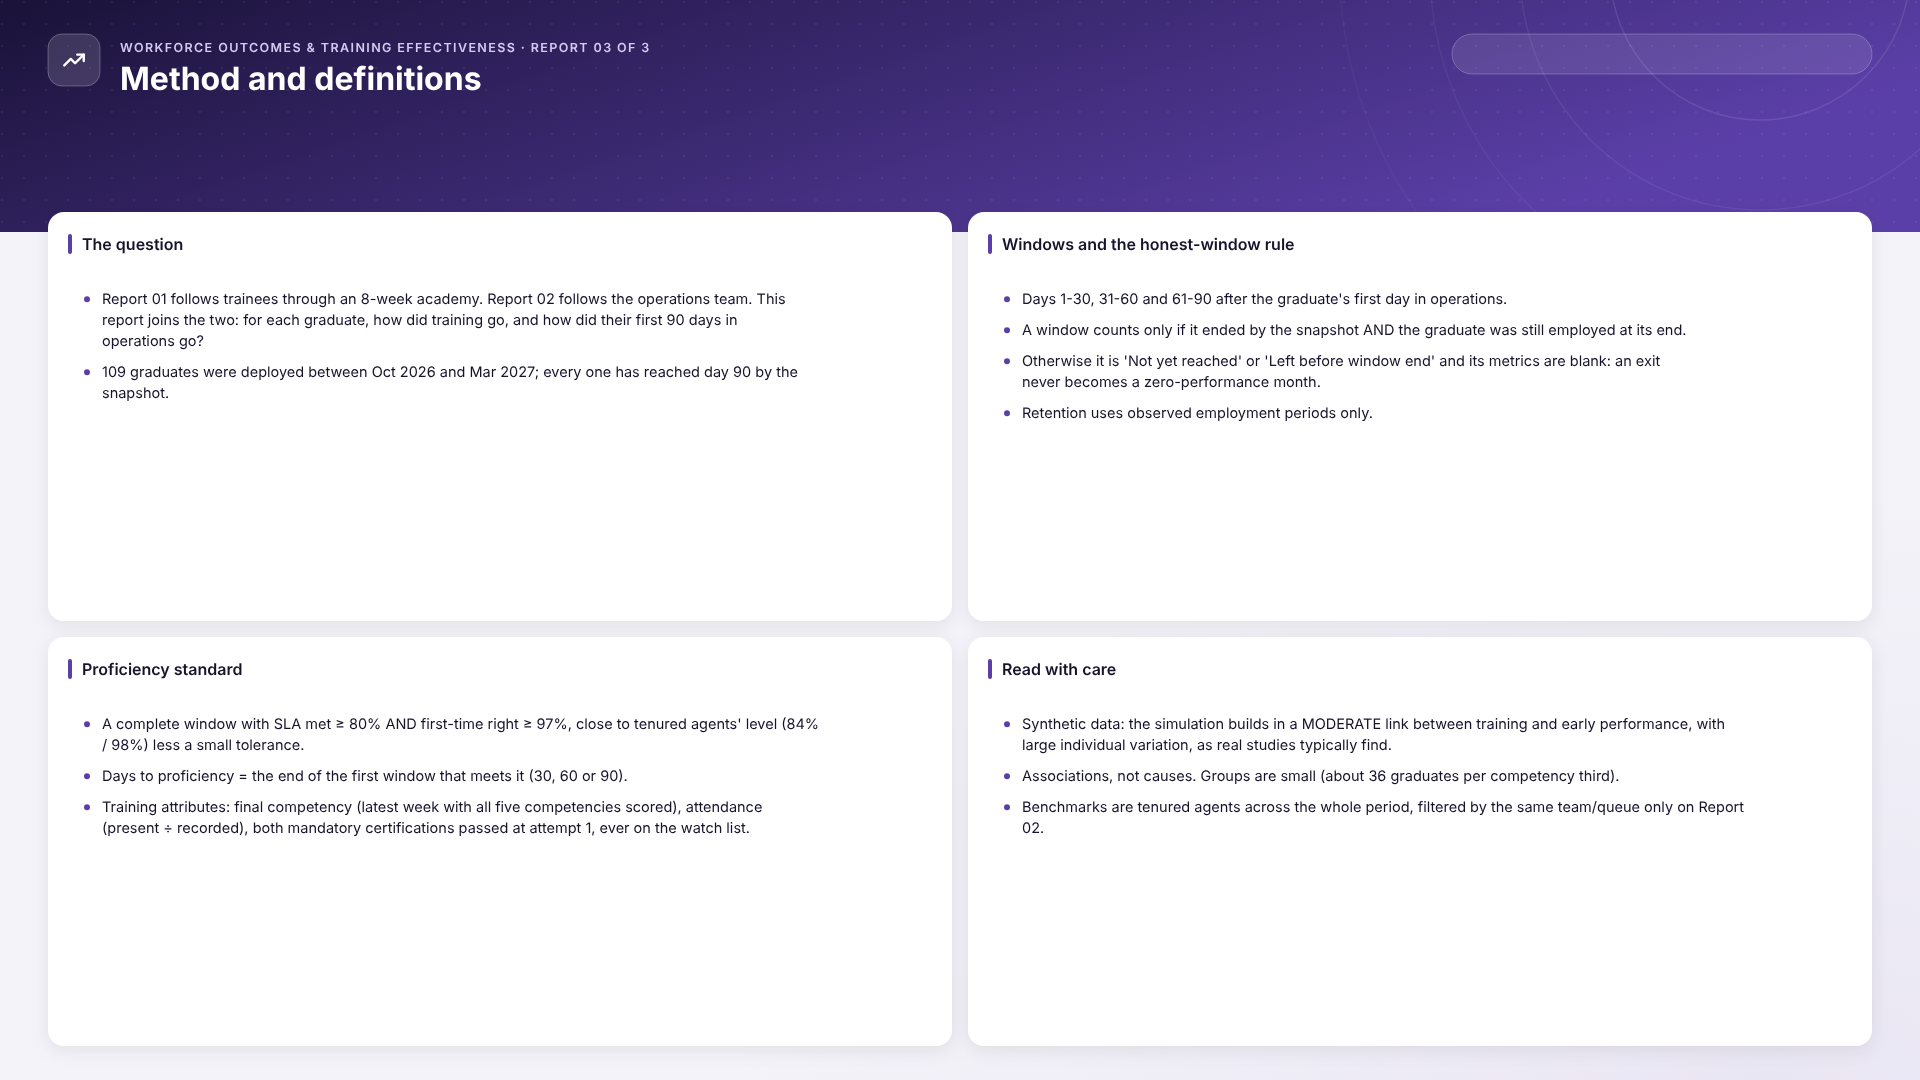 WORKFORCE OUTCOMES & TRAINING EFFECTIVENESS · REPORT 03 OF 3
Method and definitions
The question
• Report 01 follows trainees through an 8-week academy. Report 02 follows the operations team. This
report joins the two: for each graduate, how did training go, and how did their first 90 days in
operations go?
• 109 graduates were deployed between Oct 2026 and Mar 2027; every one has reached day 90 by the
snapshot.
Windows and the honest-window rule
• Days 1-30, 31-60 and 61-90 after the graduate's first day in operations.
• A window counts only if it ended by the snapshot AND the graduate was still employed at its end.
• Otherwise it is 'Not yet reached' or 'Left before window end' and its metrics are blank: an exit
never becomes a zero-performance month.
• Retention uses observed employment periods only.
Proficiency standard
• A complete window with SLA met ≥ 80% AND first-time right ≥ 97%, close to tenured agents' level (84%
/ 98%) less a small tolerance.
• Days to proficiency = the end of the first window that meets it (30, 60 or 90).
• Training attributes: final competency (latest week with all five competencies scored), attendance
(present ÷ recorded), both mandatory certifications passed at attempt 1, ever on the watch list.
Read with care
• Synthetic data: the simulation builds in a MODERATE link between training and early performance, with
large individual variation, as real studies typically find.
• Associations, not causes. Groups are small (about 36 graduates per competency third).
• Benchmarks are tenured agents across the whole period, filtered by the same team/queue only on Report
02.